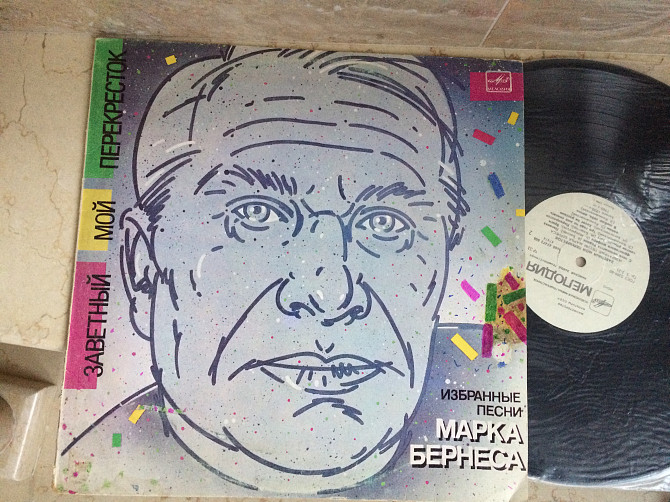 ЗАВЕТНЫЙ МОЙ ПЕРЕКРЕСТОК
ИЗБРАННЫЕ
ПЕСНИ
МАРКА
БЕРНЕСА
МЕЛОДИЯ